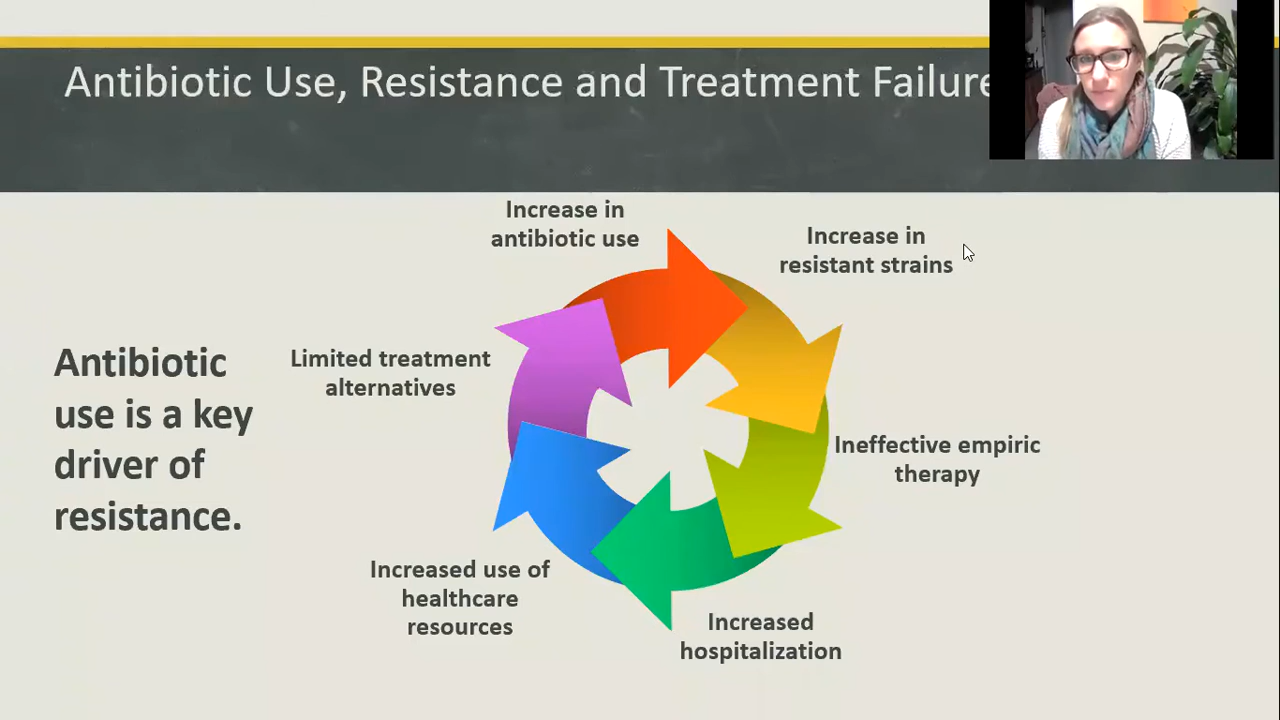 Antibiotic Use, Resistance and Treatment Failure
Increase in
antibiotic use
Increase in
resistant strains
Antibiotic
use is a key
driver of
resistance.
Limited treatment
alternatives
Ineffective empiric
therapy
Increased use of
healthcare
resources
Increased
hospitalization